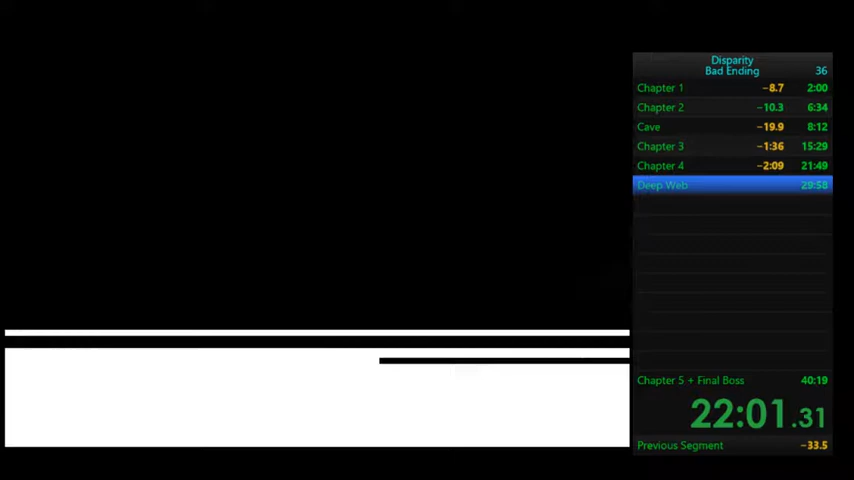 Disparity
Bad Ending 36
Chapter 1 −8.7 2:00
Chapter 2 −10.3 6:34
Cave −19.9 8:12
Chapter 3 −1:36 15:29
Chapter 4 −2:09 21:49
Deep Web 29:58
Chapter 5 + Final Boss 40:19
22:01.31
Previous Segment −33.5